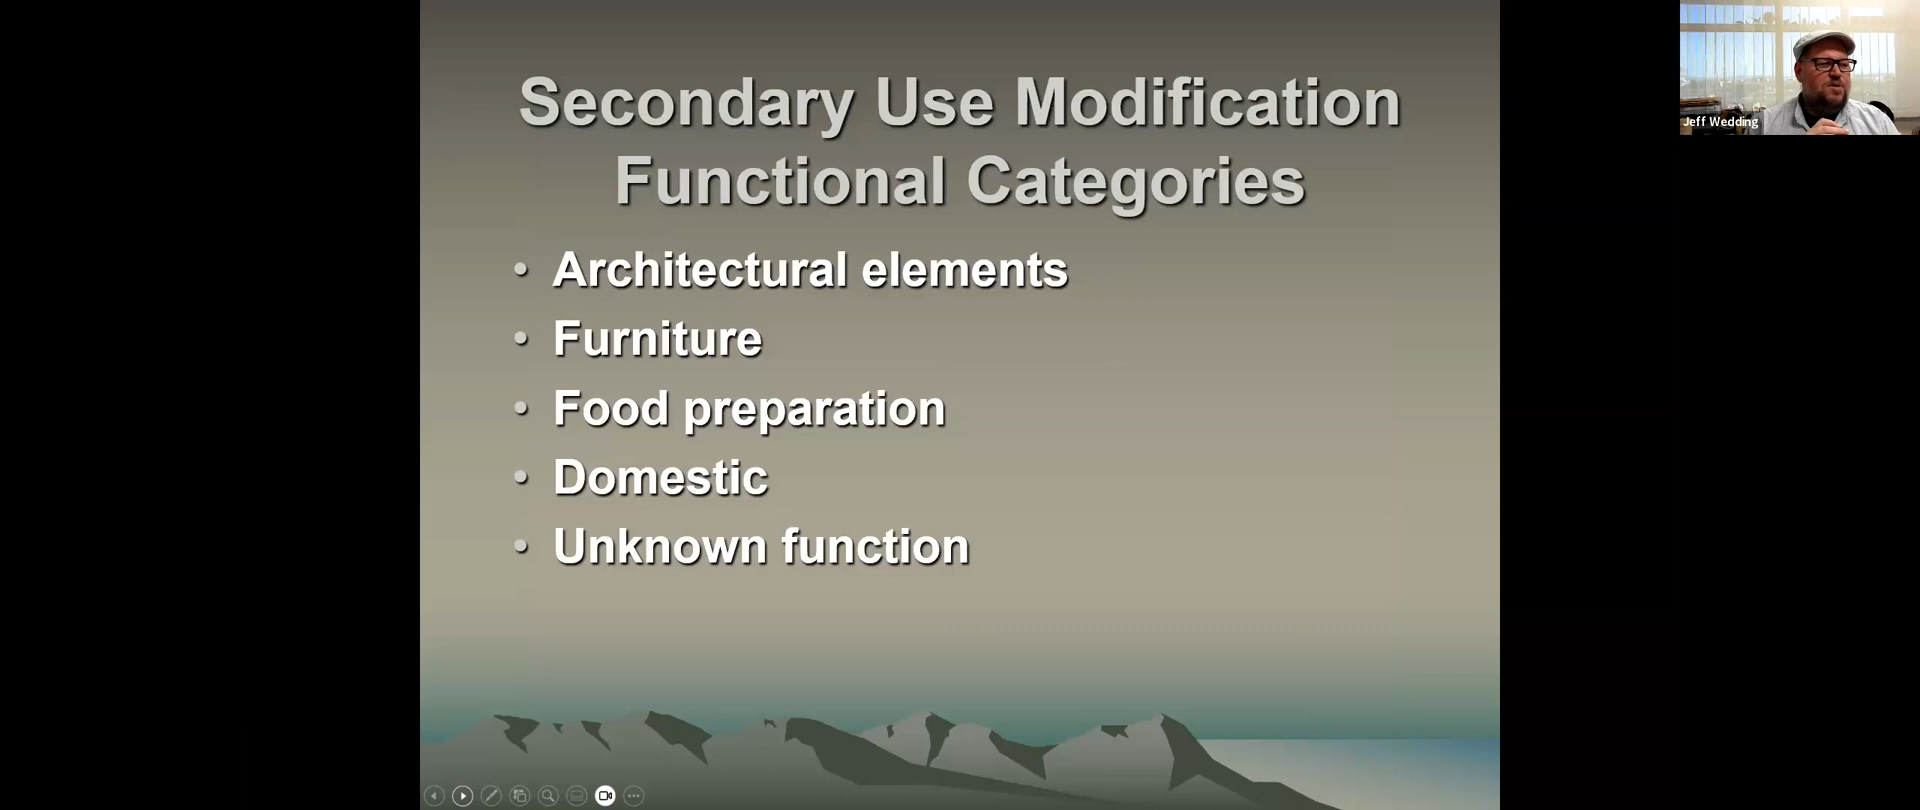 Secondary Use Modification
Functional Categories
• Architectural elements
• Furniture
• Food preparation
• Domestic
• Unknown function
Jeff Wedding